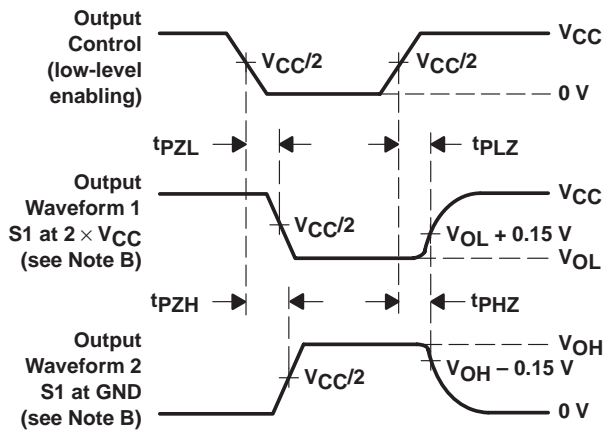 Output
Control
(low-level
enabling)
VCC/2
VCC/2
VCC
0 V
tPZL
tPLZ
Output
Waveform 1
S1 at 2 × VCC
(see Note B)
VCC/2
VCC
VOL + 0.15 V
VOL
tPZH
tPHZ
Output
Waveform 2
S1 at GND
(see Note B)
VCC/2
VOH
VOH − 0.15 V
0 V